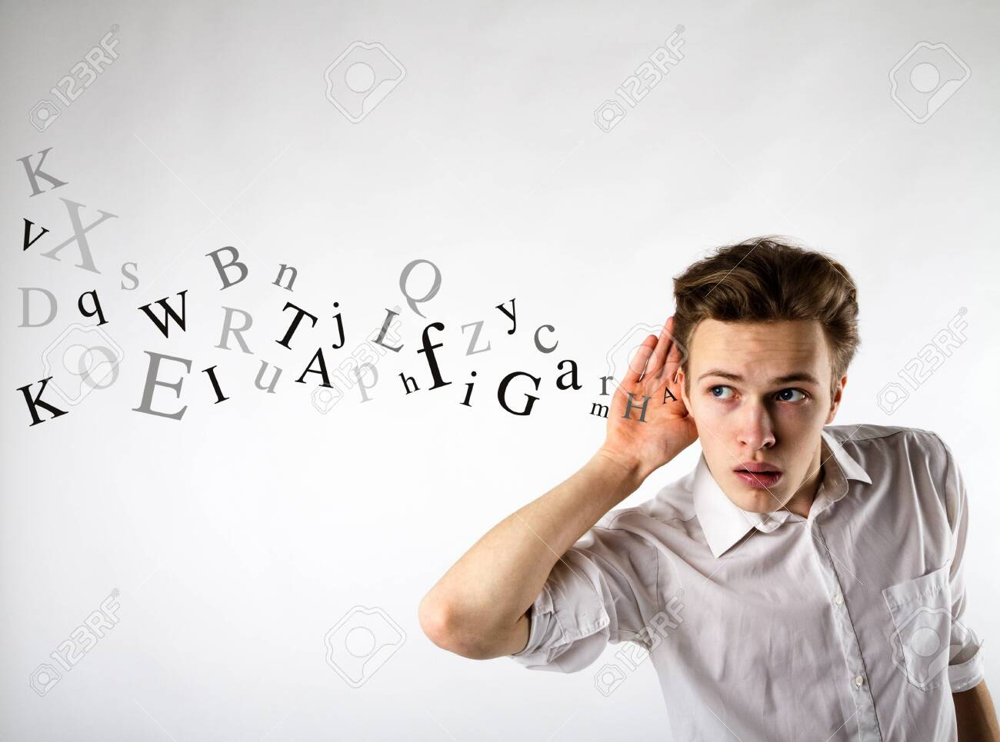 K
v X s B n Q
D q W R T j L f z y c
K O E I u A p h i G a r m H A
123RF